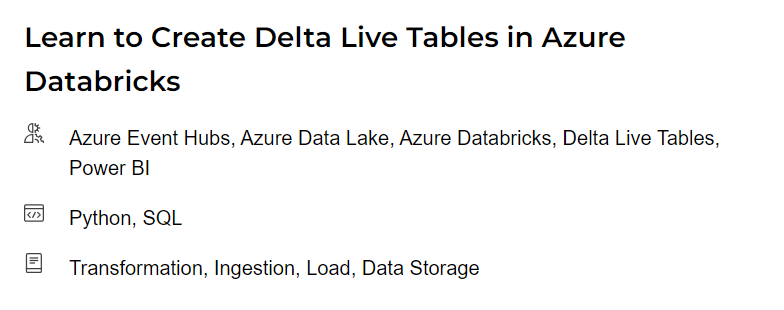 Learn to Create Delta Live Tables in Azure
Databricks
Azure Event Hubs, Azure Data Lake, Azure Databricks, Delta Live Tables,
Power BI
Python, SQL
Transformation, Ingestion, Load, Data Storage